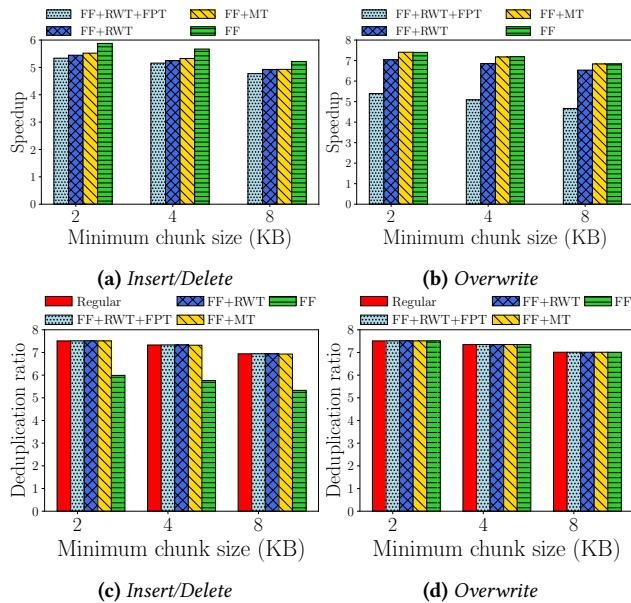 FF+RWT+FPT FF+MT
FF+RWT FF
Speedup
6
5
4
3
2
1
0
2 4 8
Minimum chunk size (KB)
(a) Insert/Delete
FF+RWT+FPT FF+MT
FF+RWT FF
Speedup
8
7
6
5
4
3
2
1
0
2 4 8
Minimum chunk size (KB)
(b) Overwrite
Regular FF+RWT FF
FF+RWT+FPT FF+MT
Deduplication ratio
8
7
6
5
4
3
2
1
0
2 4 8
Minimum chunk size (KB)
(c) Insert/Delete
Regular FF+RWT FF
FF+RWT+FPT FF+MT
Deduplication ratio
8
7
6
5
4
3
2
1
0
2 4 8
Minimum chunk size (KB)
(d) Overwrite